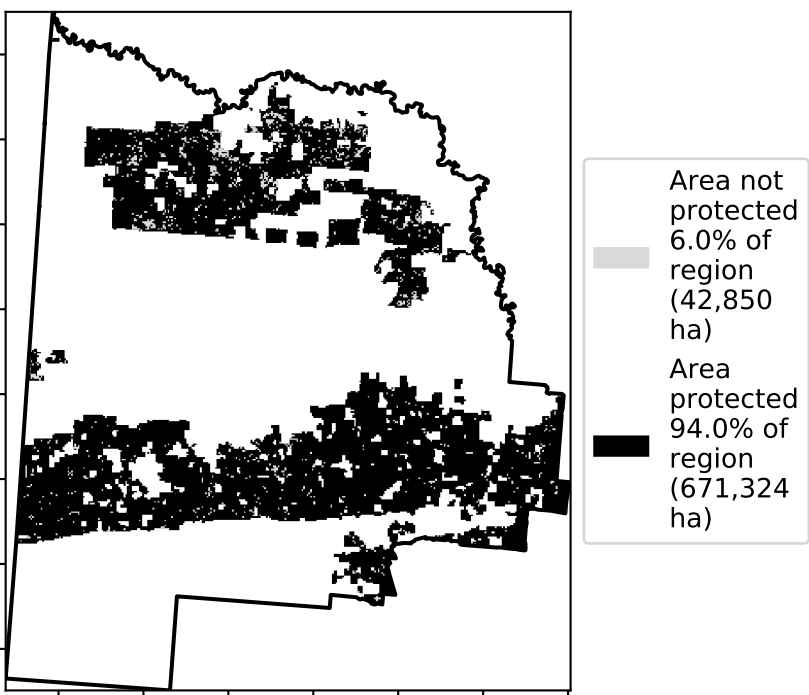 Area not
protected
6.0% of
region
(42,850
ha)
Area
protected
94.0% of
region
(671,324
ha)